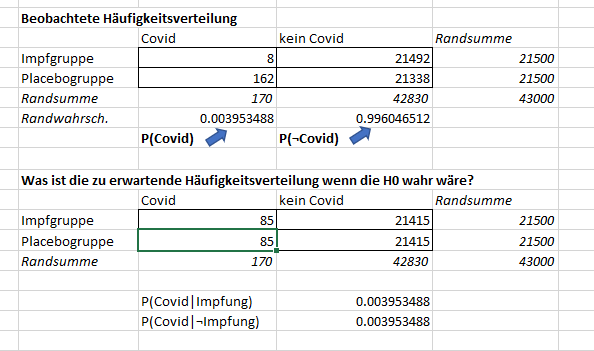 Beobachtete Häufigkeitsverteilung
Covid kein Covid Randsumme
Impfgruppe 8 21492 21500
Placebogruppe 162 21338 21500
Randsumme 170 42830 43000
Randwahrsch. 0.003953488 0.996046512
P(Covid) P(¬Covid)
Was ist die zu erwartende Häufigkeitsverteilung wenn die H0 wahr wäre?
Covid kein Covid Randsumme
Impfgruppe 85 21415 21500
Placebogruppe 85 21415 21500
Randsumme 170 42830 43000
P(Covid|Impfung) 0.003953488
P(Covid|¬Impfung) 0.003953488